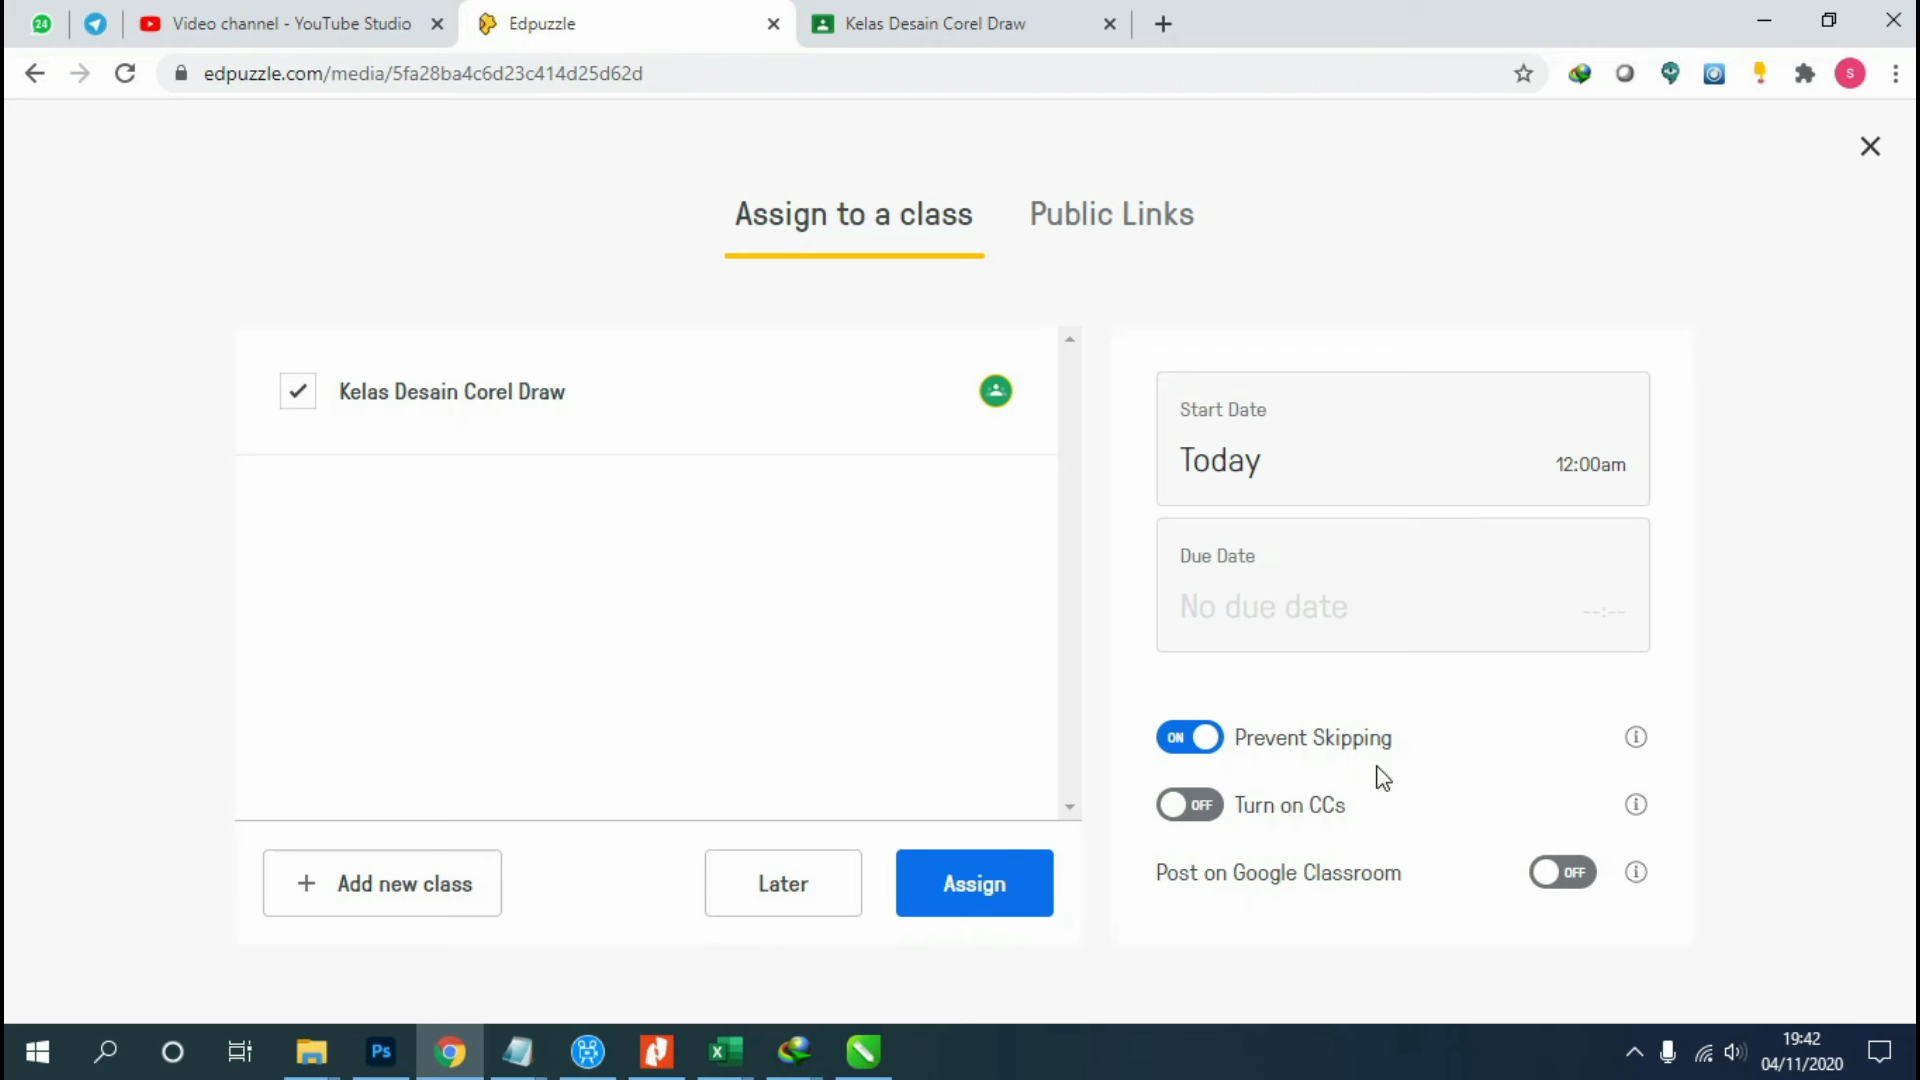 24
Video channel - YouTube Studio
Edpuzzle
Kelas Desain Corel Draw
edpuzzle.com/media/5fa28ba4c6d23c414d25d62d
S
Assign to a class
Public Links
Kelas Desain Corel Draw
Start Date
Today
12:00am
Due Date
No due date
--:--
ON
Prevent Skipping
OFF
Turn on CCs
Post on Google Classroom
OFF
+ Add new class
Later
Assign
Ps
X
19:42
04/11/2020